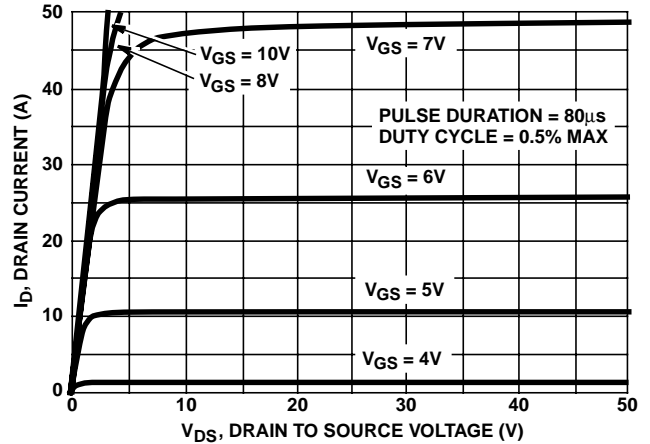 50
40
30
20
10
0
I_D, DRAIN CURRENT (A)
V_GS = 10V
V_GS = 8V
V_GS = 7V
PULSE DURATION = 80μs
DUTY CYCLE = 0.5% MAX
V_GS = 6V
V_GS = 5V
V_GS = 4V
0 10 20 30 40 50
V_DS, DRAIN TO SOURCE VOLTAGE (V)